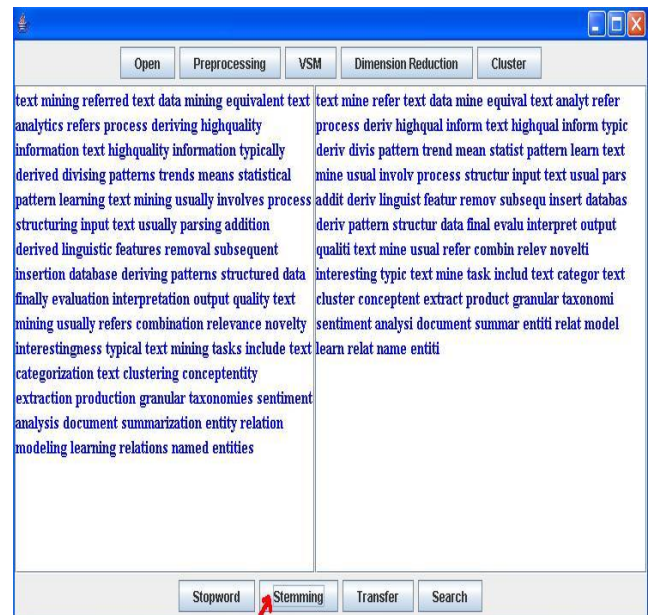 Open Preprocessing VSM Dimension Reduction Cluster
text mining referred text data mining equivalent text
analytics refers process deriving highquality
information text highquality information typically
derived divising patterns trends means statistical
pattern learning text mining usually involves process
structuring input text usually parsing addition
derived linguistic features removal subsequent
insertion database deriving patterns structured data
finally evaluation interpretation output quality text
mining usually refers combination relevance novelty
interestingness typical text mining tasks include text
categorization text clustering conceptentity
extraction production granular taxonomies sentiment
analysis document summarization entity relation
modeling learning relations named entities
text mine refer text data mine equival text analyt refer
process deriv highqual inform text highqual inform typic
deriv divis pattern trend mean statist pattern learn text
mine usual involv process structur input text usual pars
addit deriv linguist featur remov subsequ insert databas
deriv pattern structur data final evalu interpret output
qualiti text mine usual refer combin relev novelti
interesting typic text mine task includ text categor text
cluster conceptent extract product granular taxonomi
sentiment analysi document summar entiti relat model
learn relat name entiti
Stopword Stemming Transfer Search